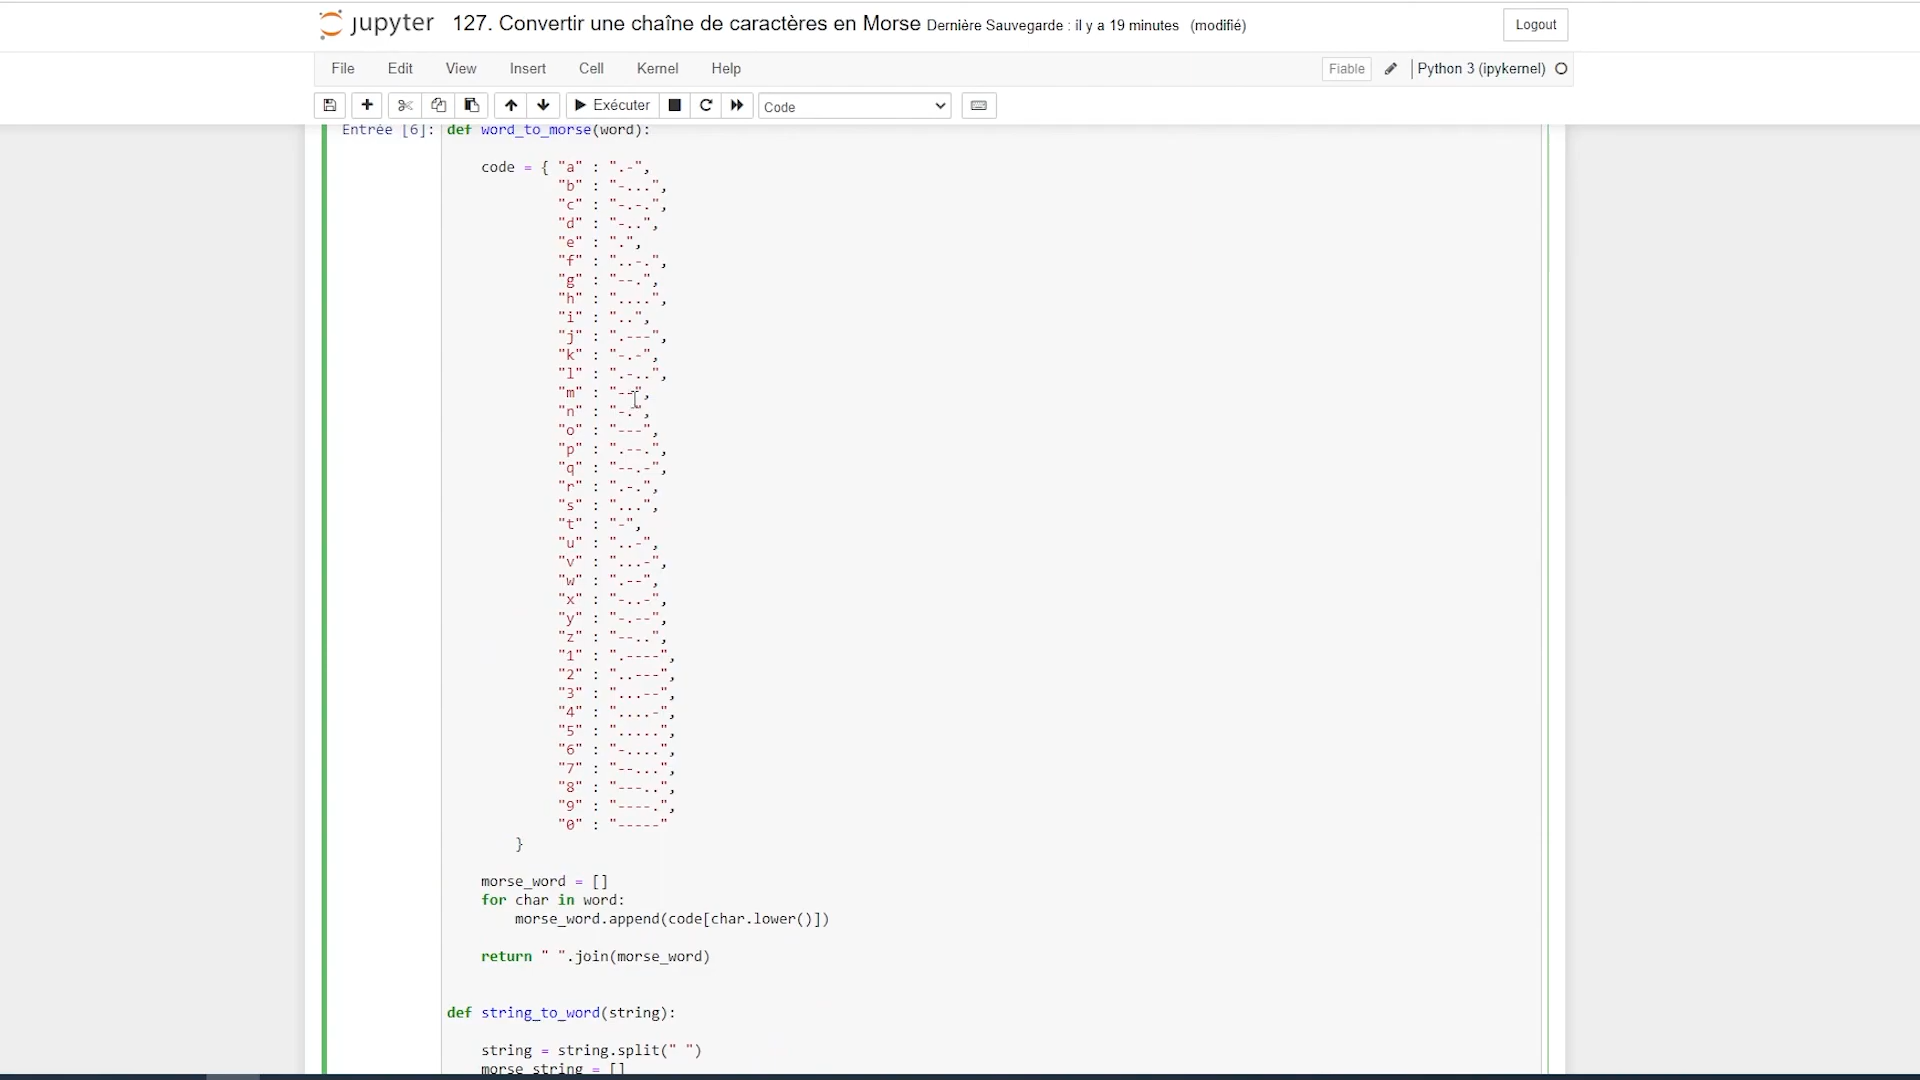 jupyter 127. Convertir une chaîne de caractères en Morse Dernière Sauvegarde : il y a 19 minutes (modifié) Logout
File Edit View Insert Cell Kernel Help Fiable Python 3 (ipykernel)
Exécuter Code
Entrée [6]: def word_to_morse(word):
code = { "a" : ".-",
"b" : "-...",
"c" : "-.-.",
"d" : "-..",
"e" : ".",
"f" : "..-.",
"g" : "--.",
"h" : "....",
"i" : "..",
"j" : ".---",
"k" : "-.-",
"l" : ".-..",
"m" : "--",
"n" : "-.",
"o" : "---",
"p" : ".--.",
"q" : "--.-",
"r" : ".-.",
"s" : "...",
"t" : "-",
"u" : "..-",
"v" : "...-",
"w" : ".--",
"x" : "-..-",
"y" : "-.--",
"z" : "--..",
"1" : ".----",
"2" : "..---",
"3" : "...--",
"4" : "....-",
"5" : ".....",
"6" : "-....",
"7" : "--...",
"8" : "---..",
"9" : "----.",
"0" : "-----"
}
morse_word = []
for char in word:
morse_word.append(code[char.lower()])
return " ".join(morse_word)
def string_to_word(string):
string = string.split(" ")
morse_string = []